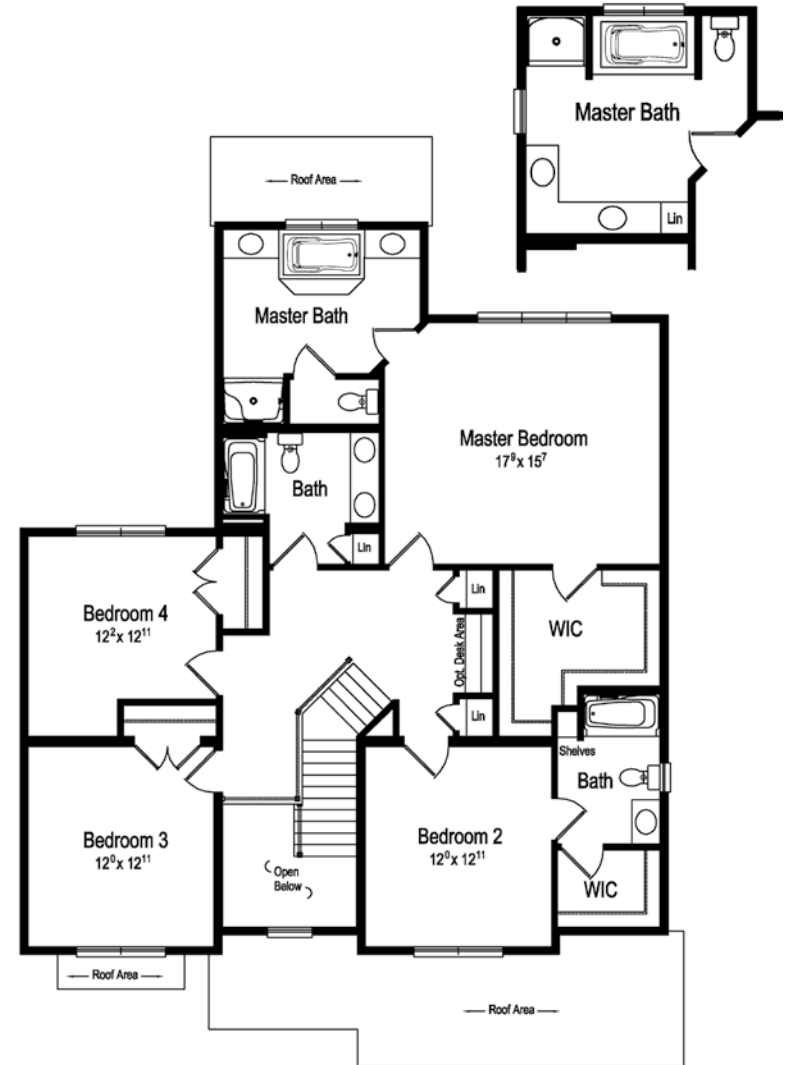 Master Bath
Lin
Roof Area
Master Bath
Master Bedroom
17⁹ x 15⁷
Bath
Lin
Bedroom 4
12² x 12¹¹
Lin
WIC
Opt. Desk Area
Lin
Shelves
Bath
Bedroom 3
12⁰ x 12¹¹
Bedroom 2
12⁰ x 12¹¹
Open
Below
WIC
Roof Area
Roof Area